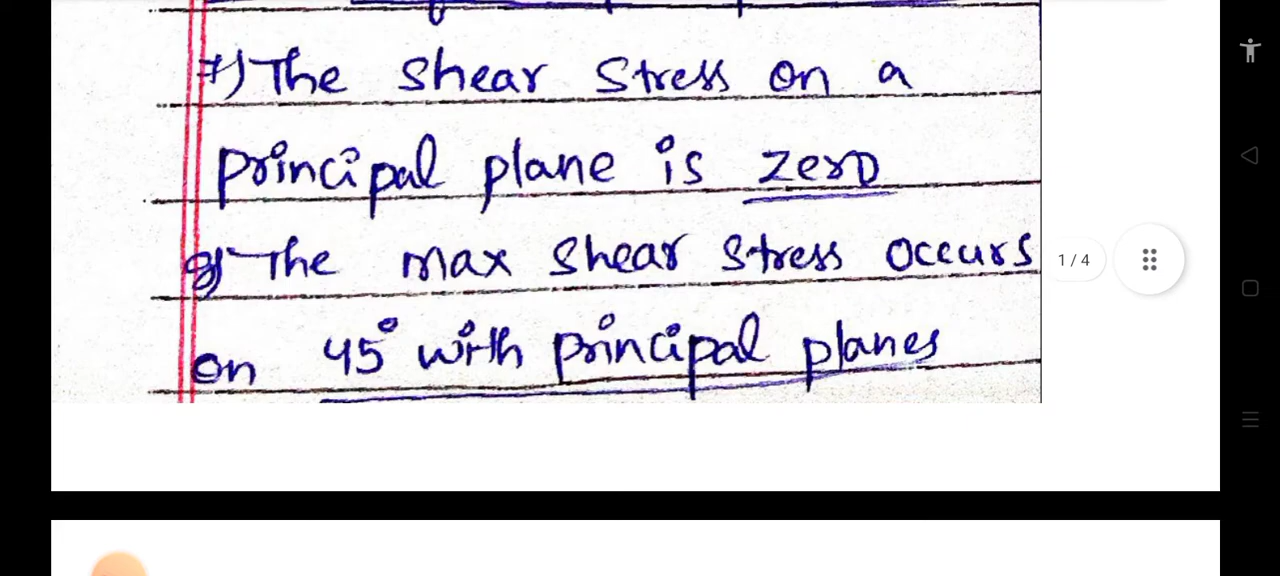 7) The shear stress on a
principal plane is zero
8) The max shear stress occurs
on 45° with principal planes
1 / 4